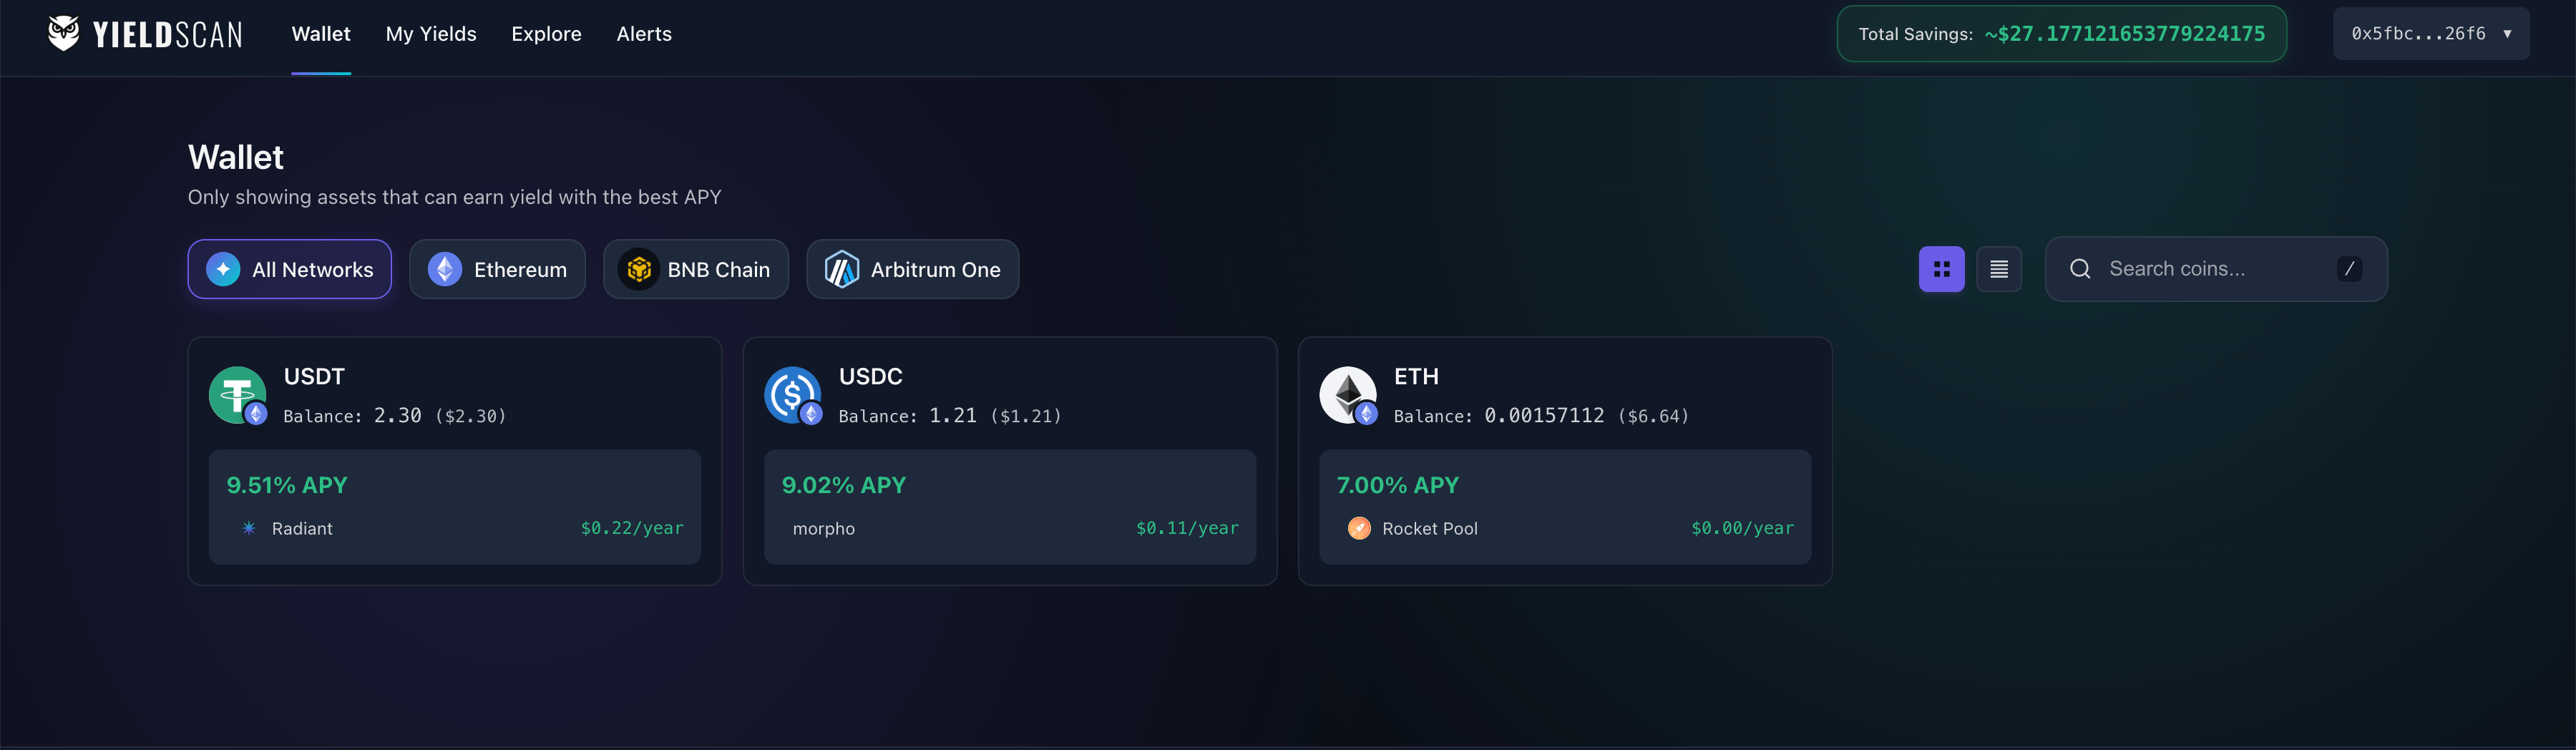 YIELDSCAN Wallet My Yields Explore Alerts Total Savings: ~$27.177121653779224175 0x5fbc...26f6 ▼
Wallet
Only showing assets that can earn yield with the best APY
All Networks Ethereum BNB Chain Arbitrum One Search coins... /
USDT
Balance: 2.30 ($2.30)
9.51% APY
Radiant $0.22/year
USDC
Balance: 1.21 ($1.21)
9.02% APY
morpho $0.11/year
ETH
Balance: 0.00157112 ($6.64)
7.00% APY
Rocket Pool $0.00/year